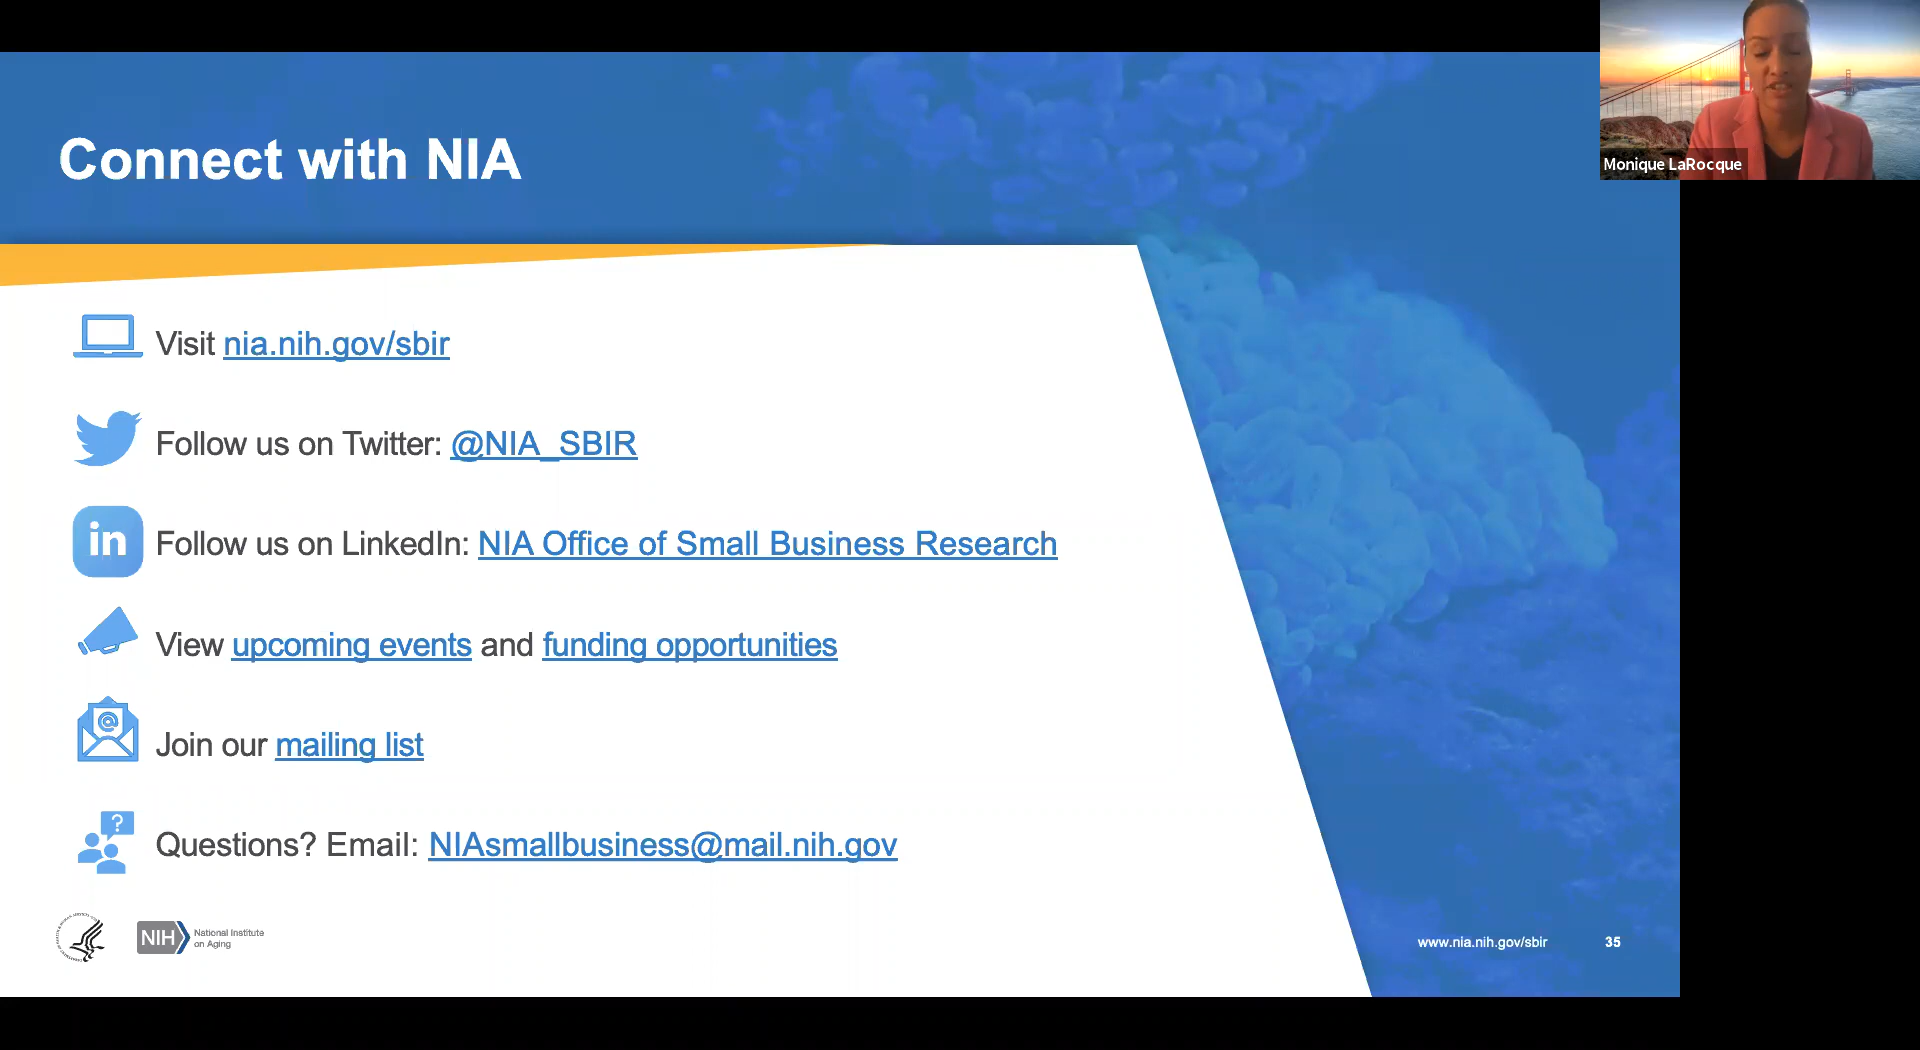 Connect with NIA
Monique LaRocque
Visit nia.nih.gov/sbir
Follow us on Twitter: @NIA_SBIR
in Follow us on LinkedIn: NIA Office of Small Business Research
View upcoming events and funding opportunities
@
Join our mailing list
?
Questions? Email: NIAsmallbusiness@mail.nih.gov
NIH National Institute
on Aging
www.nia.nih.gov/sbir 35